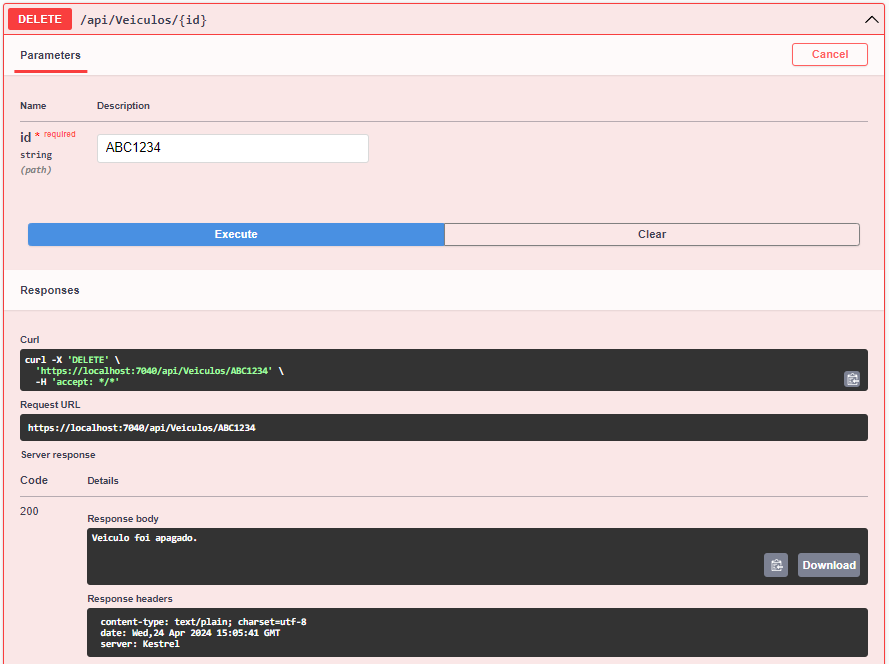 DELETE /api/Veiculos/{id}
Parameters
Cancel
Name Description
id * required
string
(path)
ABC1234
Execute Clear
Responses
Curl
curl -X 'DELETE' \
'https://localhost:7040/api/Veiculos/ABC1234' \
-H 'accept: */*'
Request URL
https://localhost:7040/api/Veiculos/ABC1234
Server response
Code Details
200
Response body
Veiculo foi apagado.
Download
Response headers
content-type: text/plain; charset=utf-8
date: Wed,24 Apr 2024 15:05:41 GMT
server: Kestrel